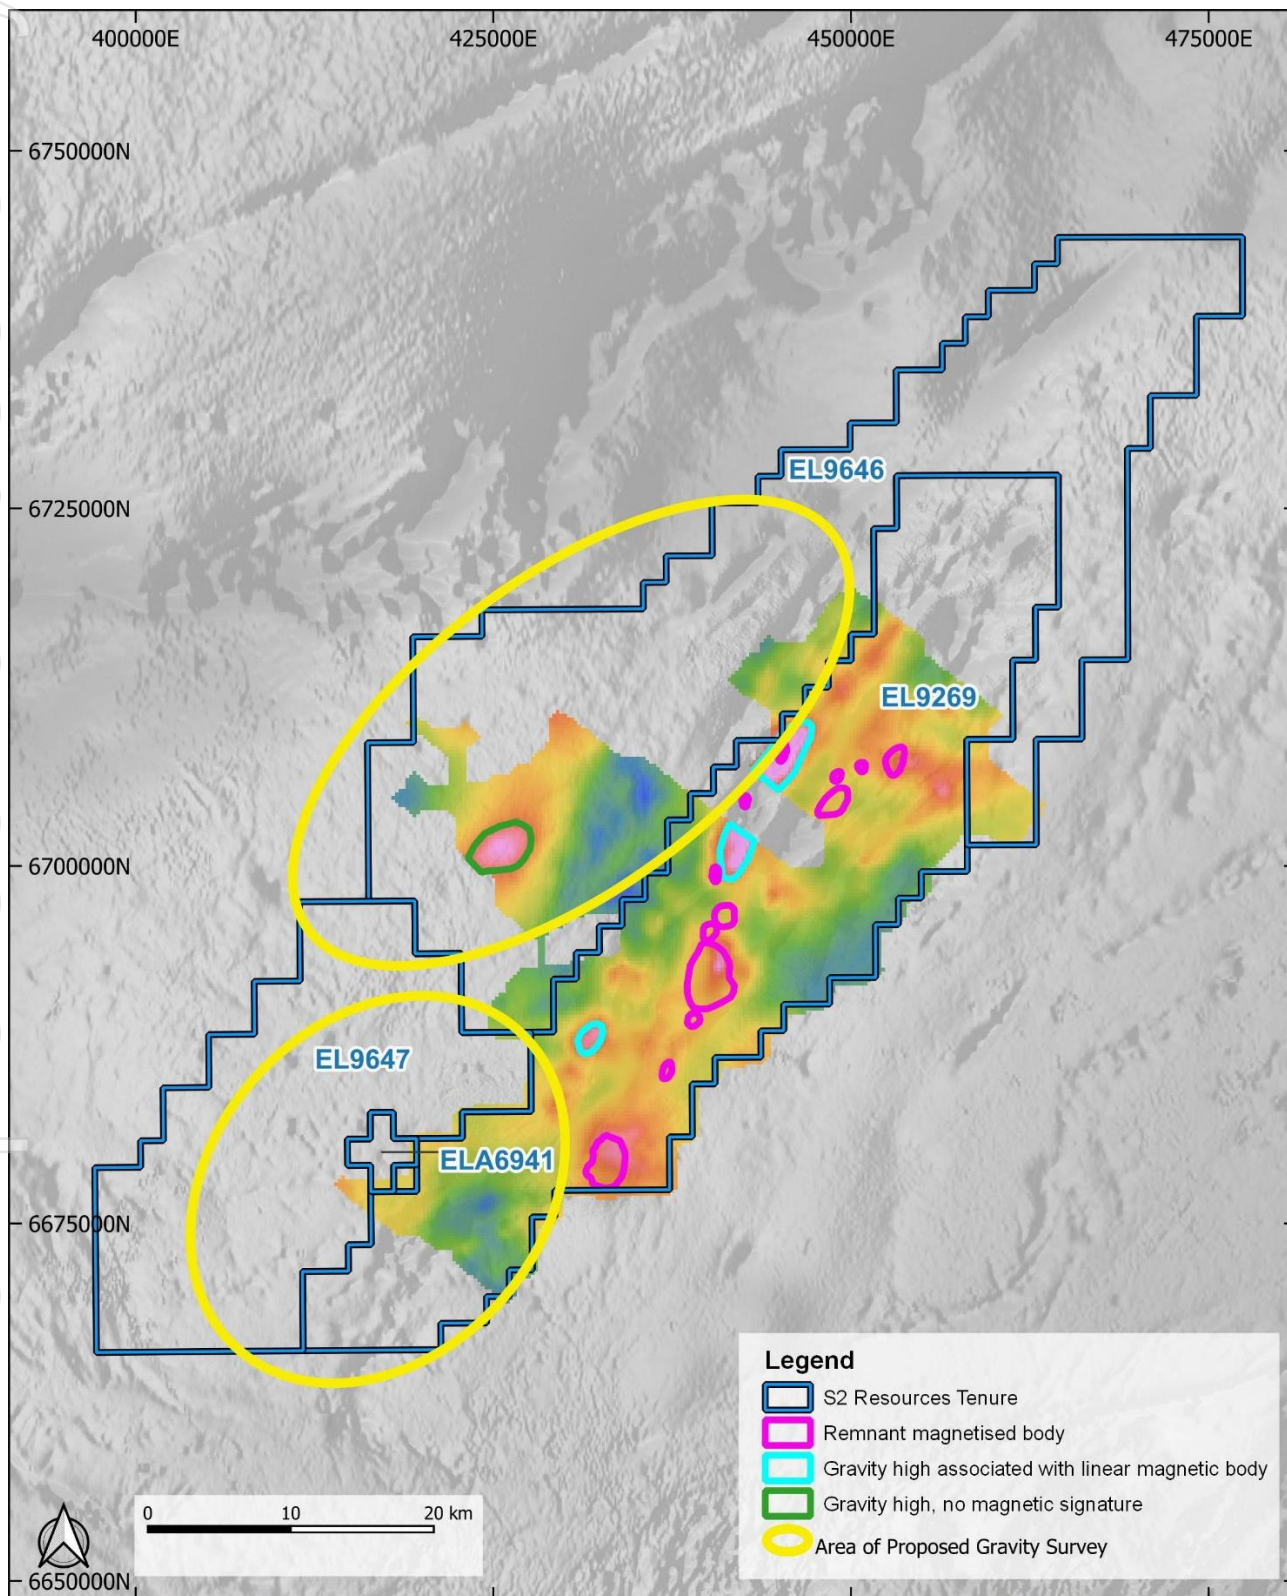 400000E
425000E
450000E
475000E
6750000N
EL9646
6725000N
EL9269
6700000N
EL9647
ELA6941
6675000N
Legend
S2 Resources Tenure
Remnant magnetised body
Gravity high associated with linear magnetic body
Gravity high, no magnetic signature
Area of Proposed Gravity Survey
0 10 20 km
6650000N